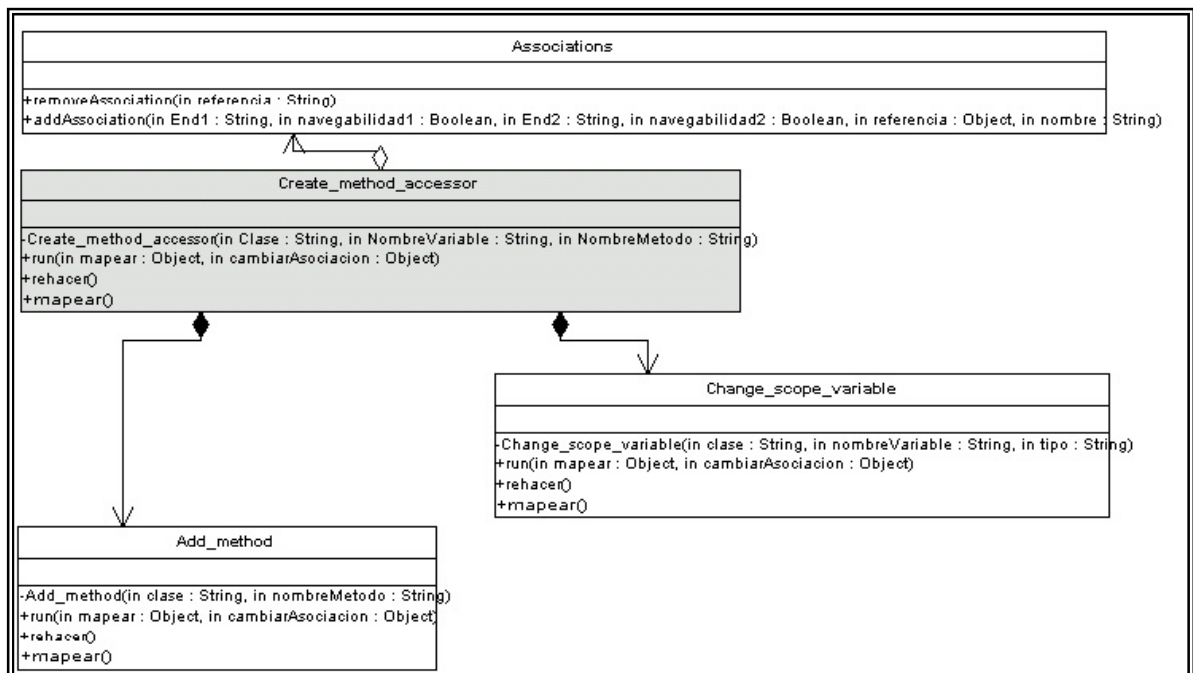 Associations
+removeAssociation(in referencia : String)
+addAssociation(in End1 : String, in navegabilidad1 : Boolean, in End2 : String, in navegabilidad2 : Boolean, in referencia : Object, in nombre : String)
Create_method_accessor
-Create_method_accessor(in Clase : String, in NombreVariable : String, in NombreMetodo : String)
+run(in mapear : Object, in cambiarAsociacion : Object)
+rehacer()
+mapear()
Change_scope_variable
-Change_scope_variable(in clase : String, in nombreVariable : String, in tipo : String)
+run(in mapear : Object, in cambiarAsociacion : Object)
+rehacer()
+mapear()
Add_method
-Add_method(in clase : String, in nombreMetodo : String)
+run(in mapear : Object, in cambiarAsociacion : Object)
+rehacer()
+mapear()